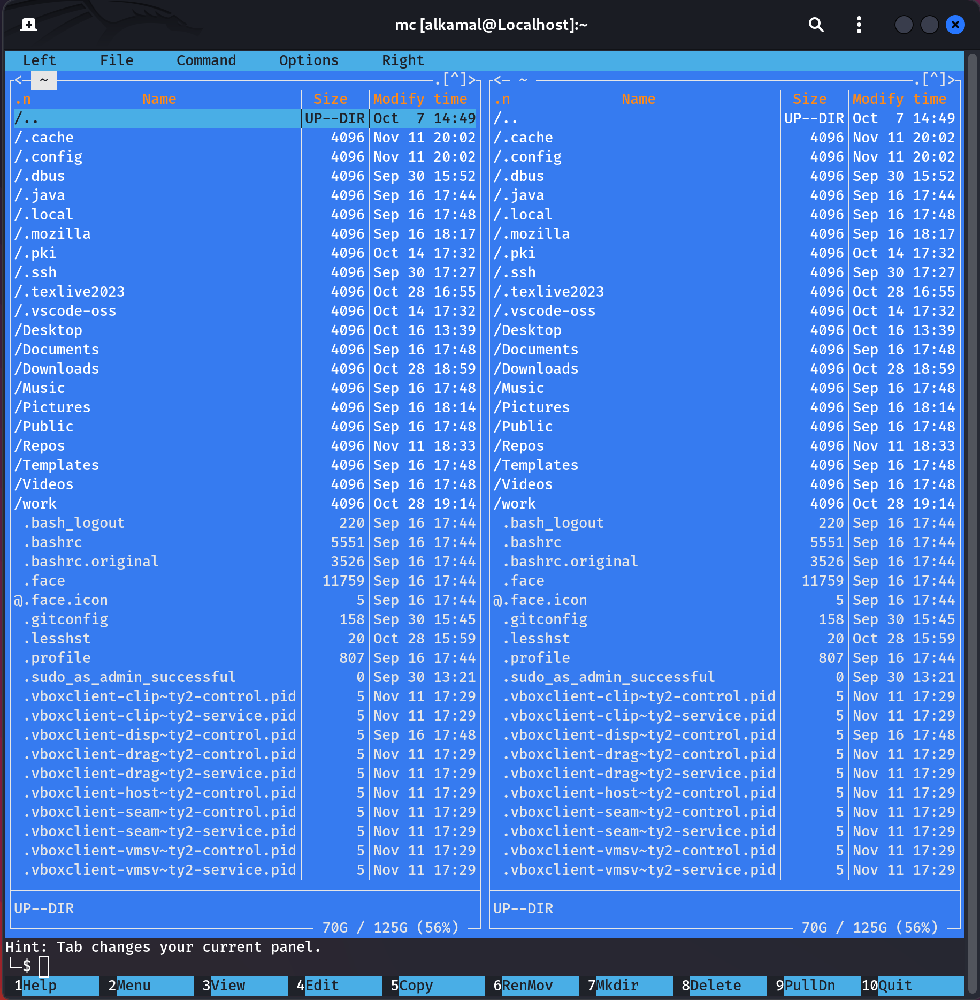 mc [alkamal@Localhost]:~
Left File Command Options Right
<─ ~ ─.[^]> <─ ~ ─.[^]>
.n Name Size Modify time .n Name Size Modify time
/.. UP--DIR Oct 7 14:49 /.. UP--DIR Oct 7 14:49
/.cache 4096 Nov 11 20:02 /.cache 4096 Nov 11 20:02
/.config 4096 Nov 11 20:02 /.config 4096 Nov 11 20:02
/.dbus 4096 Sep 30 15:52 /.dbus 4096 Sep 30 15:52
/.java 4096 Sep 16 17:44 /.java 4096 Sep 16 17:44
/.local 4096 Sep 16 17:48 /.local 4096 Sep 16 17:48
/.mozilla 4096 Sep 16 18:17 /.mozilla 4096 Sep 16 18:17
/.pki 4096 Oct 14 17:32 /.pki 4096 Oct 14 17:32
/.ssh 4096 Sep 30 17:27 /.ssh 4096 Sep 30 17:27
/.texlive2023 4096 Oct 28 16:55 /.texlive2023 4096 Oct 28 16:55
/.vscode-oss 4096 Oct 14 17:32 /.vscode-oss 4096 Oct 14 17:32
/Desktop 4096 Oct 16 13:39 /Desktop 4096 Oct 16 13:39
/Documents 4096 Sep 16 17:48 /Documents 4096 Sep 16 17:48
/Downloads 4096 Oct 28 18:59 /Downloads 4096 Oct 28 18:59
/Music 4096 Sep 16 17:48 /Music 4096 Sep 16 17:48
/Pictures 4096 Sep 16 18:14 /Pictures 4096 Sep 16 18:14
/Public 4096 Sep 16 17:48 /Public 4096 Sep 16 17:48
/Repos 4096 Nov 11 18:33 /Repos 4096 Nov 11 18:33
/Templates 4096 Sep 16 17:48 /Templates 4096 Sep 16 17:48
/Videos 4096 Sep 16 17:48 /Videos 4096 Sep 16 17:48
/work 4096 Oct 28 19:14 /work 4096 Oct 28 19:14
.bash_logout 220 Sep 16 17:44 .bash_logout 220 Sep 16 17:44
.bashrc 5551 Sep 16 17:44 .bashrc 5551 Sep 16 17:44
.bashrc.original 3526 Sep 16 17:44 .bashrc.original 3526 Sep 16 17:44
.face 11759 Sep 16 17:44 .face 11759 Sep 16 17:44
@.face.icon 5 Sep 16 17:44 @.face.icon 5 Sep 16 17:44
.gitconfig 158 Sep 30 15:45 .gitconfig 158 Sep 30 15:45
.lesshst 20 Oct 28 15:59 .lesshst 20 Oct 28 15:59
.profile 807 Sep 16 17:44 .profile 807 Sep 16 17:44
.sudo_as_admin_successful 0 Sep 30 13:21 .sudo_as_admin_successful 0 Sep 30 13:21
.vboxclient-clip~ty2-control.pid 5 Nov 11 17:29 .vboxclient-clip~ty2-control.pid 5 Nov 11 17:29
.vboxclient-clip~ty2-service.pid 5 Nov 11 17:29 .vboxclient-clip~ty2-service.pid 5 Nov 11 17:29
.vboxclient-disp~ty2-control.pid 5 Sep 16 17:48 .vboxclient-disp~ty2-control.pid 5 Sep 16 17:48
.vboxclient-drag~ty2-control.pid 5 Nov 11 17:29 .vboxclient-drag~ty2-control.pid 5 Nov 11 17:29
.vboxclient-drag~ty2-service.pid 5 Nov 11 17:29 .vboxclient-drag~ty2-service.pid 5 Nov 11 17:29
.vboxclient-host~ty2-control.pid 5 Nov 11 17:29 .vboxclient-host~ty2-control.pid 5 Nov 11 17:29
.vboxclient-seam~ty2-control.pid 5 Nov 11 17:29 .vboxclient-seam~ty2-control.pid 5 Nov 11 17:29
.vboxclient-seam~ty2-service.pid 5 Nov 11 17:29 .vboxclient-seam~ty2-service.pid 5 Nov 11 17:29
.vboxclient-vmsv~ty2-control.pid 5 Nov 11 17:29 .vboxclient-vmsv~ty2-control.pid 5 Nov 11 17:29
.vboxclient-vmsv~ty2-service.pid 5 Nov 11 17:29 .vboxclient-vmsv~ty2-service.pid 5 Nov 11 17:29
UP--DIR UP--DIR
70G / 125G (56%) 70G / 125G (56%)
Hint: Tab changes your current panel.
└─$
1Help 2Menu 3View 4Edit 5Copy 6RenMov 7Mkdir 8Delete 9PullDn 10Quit